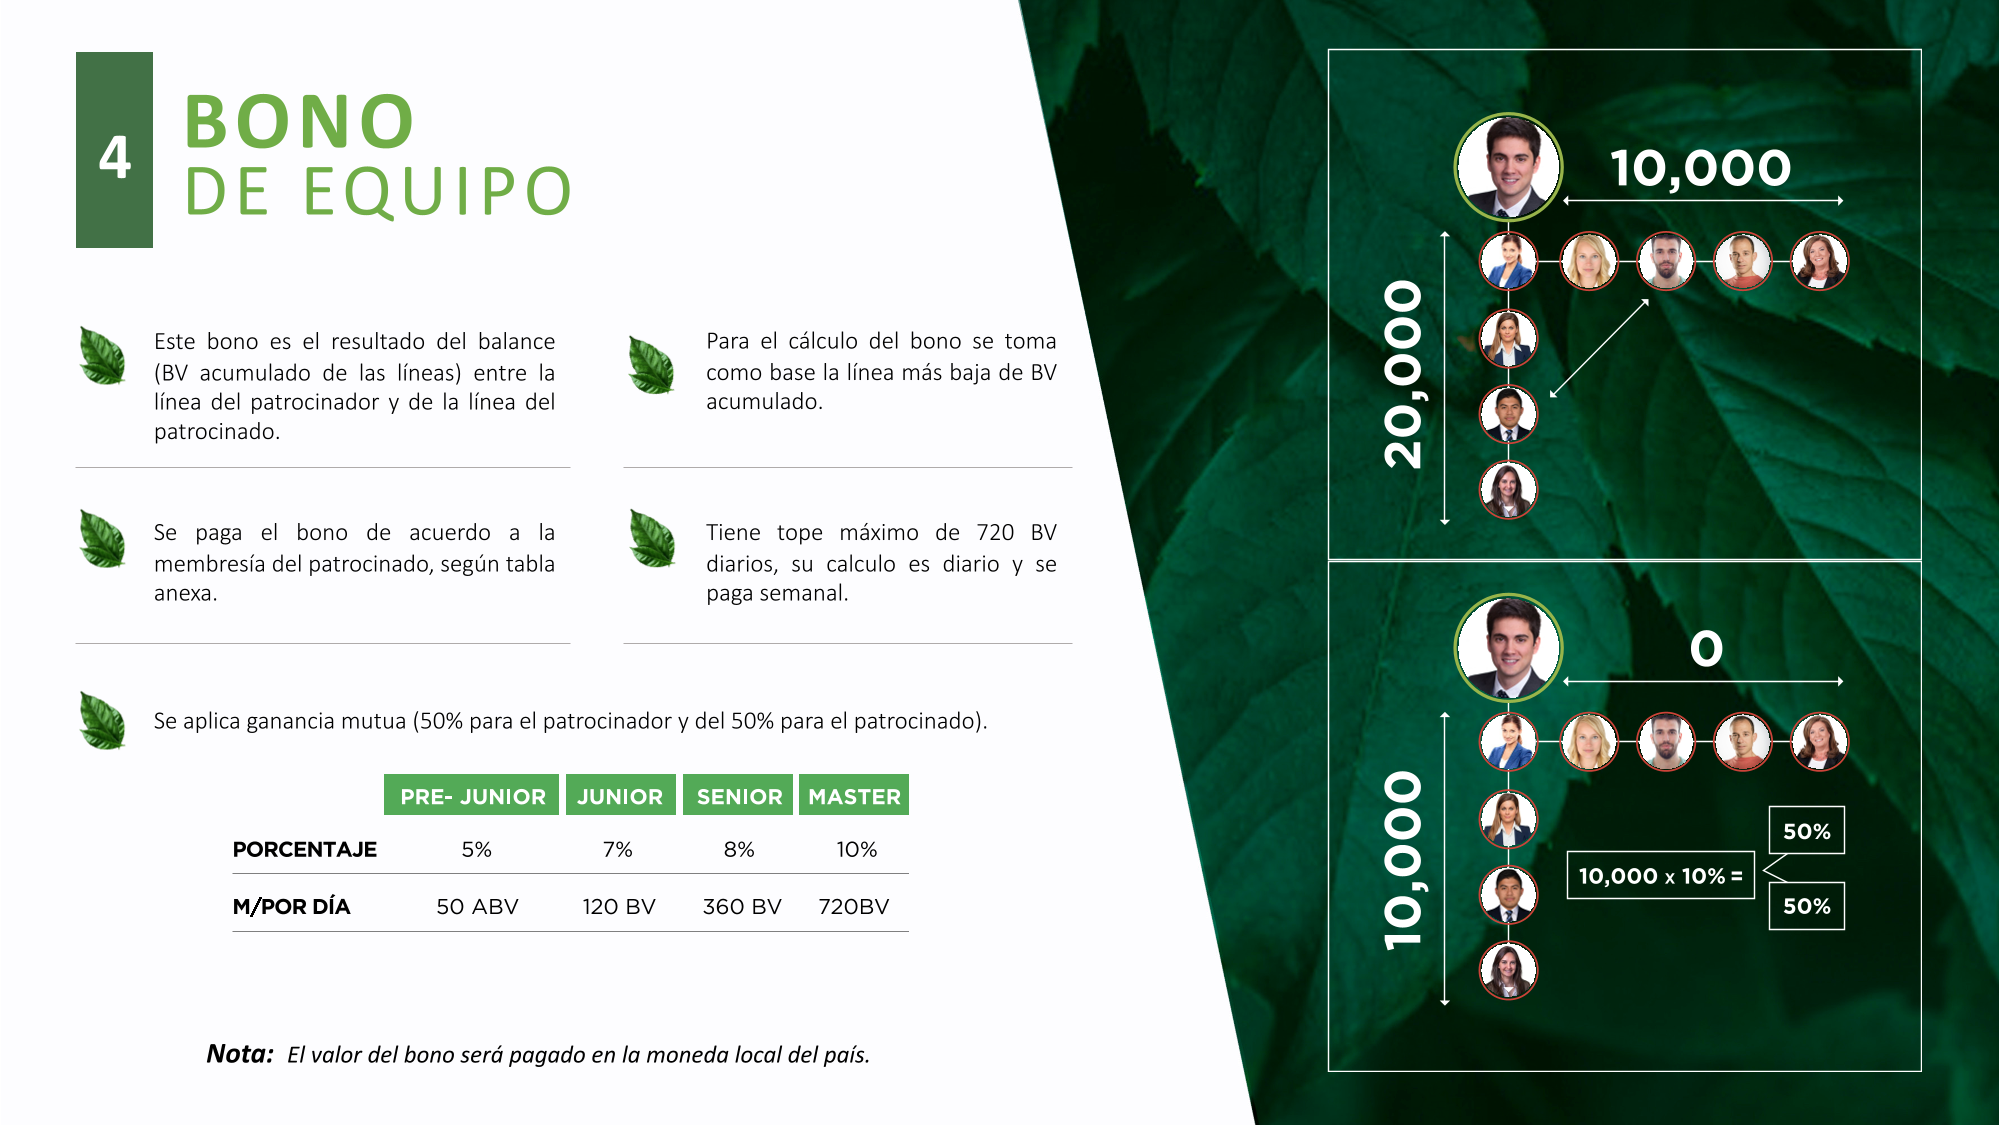 4
BONO
DE EQUIPO
Este bono es el resultado del balance
(BV acumulado de las líneas) entre la
línea del patrocinador y de la línea del
patrocinado.
Para el cálculo del bono se toma
como base la línea más baja de BV
acumulado.
Se paga el bono de acuerdo a la
membresía del patrocinado, según tabla
anexa.
Tiene tope máximo de 720 BV
diarios, su calculo es diario y se
paga semanal.
Se aplica ganancia mutua (50% para el patrocinador y del 50% para el patrocinado).
PRE- JUNIOR JUNIOR SENIOR MASTER
PORCENTAJE 5% 7% 8% 10%
M/POR DÍA 50 ABV 120 BV 360 BV 720BV
Nota: El valor del bono será pagado en la moneda local del país.
10,000
20,000
0
10,000
50%
10,000 x 10% =
50%